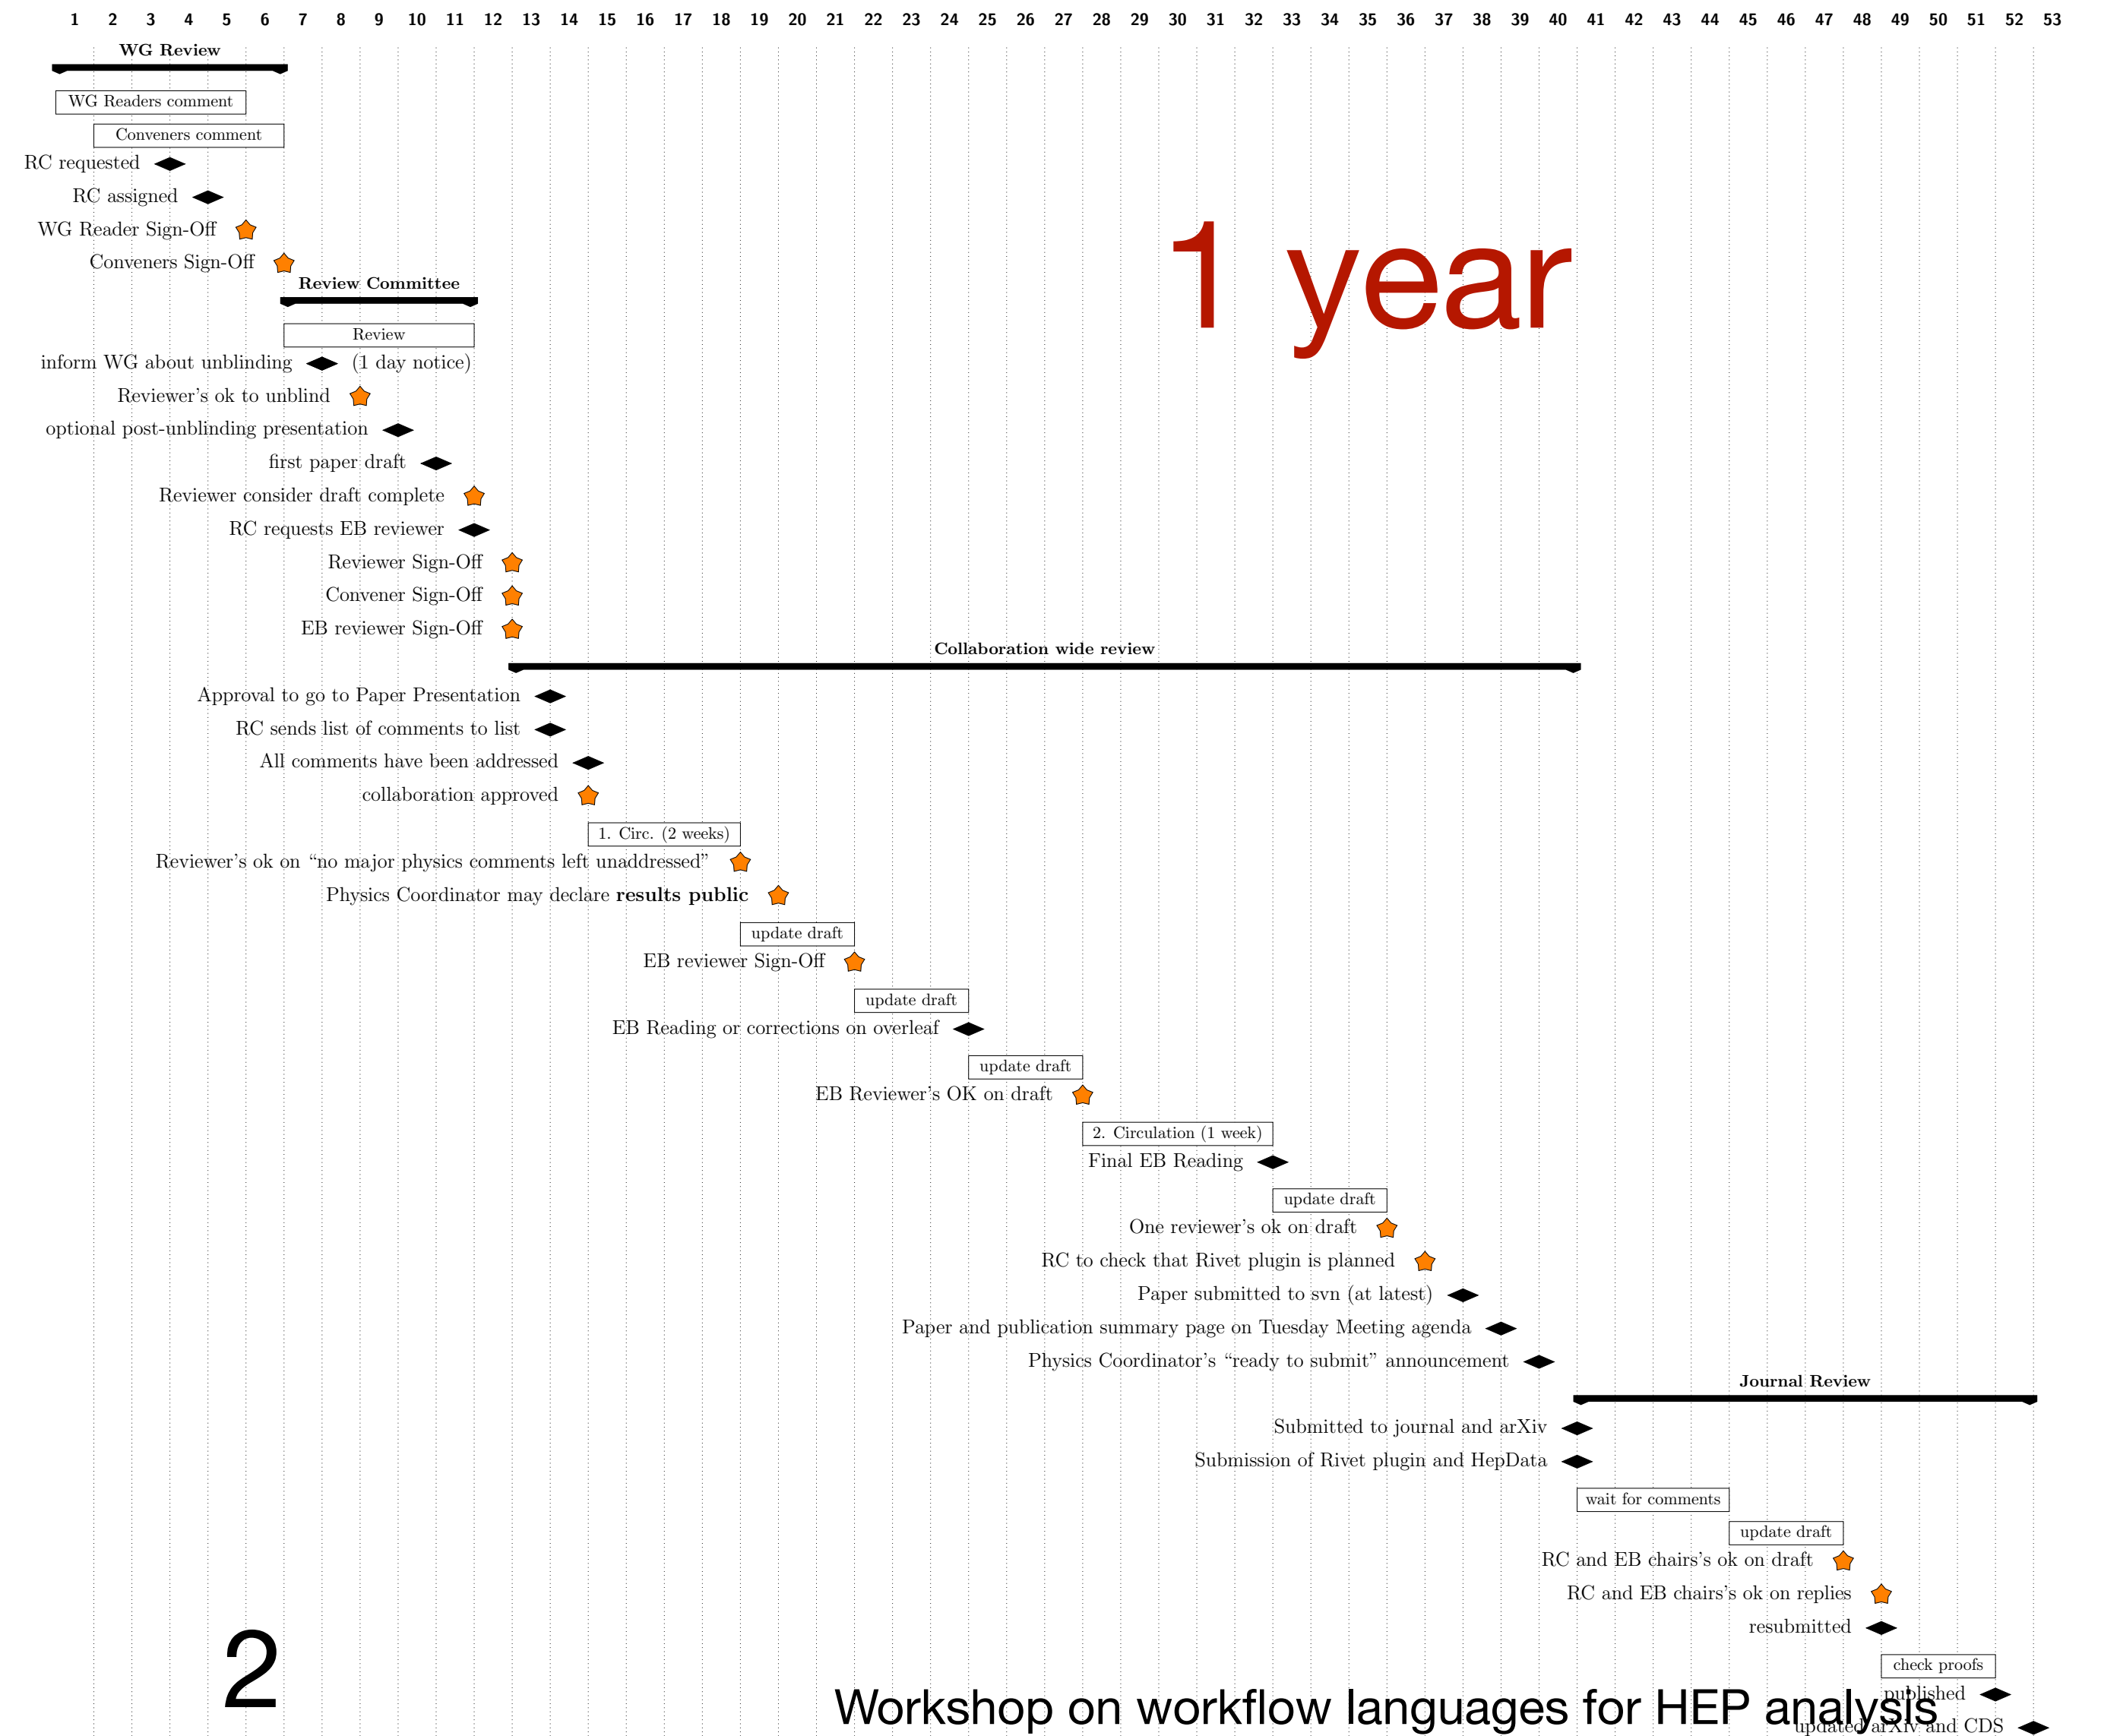 1 2 3 4 5 6 7 8 9 10 11 12 13 14 15 16 17 18 19 20 21 22 23 24 25 26 27 28 29 30 31 32 33 34 35 36 37 38 39 40 41 42 43 44 45 46 47 48 49 50 51 52 53
WG Review
WG Readers comment
Conveners comment
RC requested
RC assigned
WG Reader Sign-Off
Conveners Sign-Off
1 year
Review Committee
Review
inform WG about unblinding (1 day notice)
Reviewer's ok to unblind
optional post-unblinding presentation
first paper draft
Reviewer consider draft complete
RC requests EB reviewer
Reviewer Sign-Off
Convener Sign-Off
EB reviewer Sign-Off
Collaboration wide review
Approval to go to Paper Presentation
RC sends list of comments to list
All comments have been addressed
collaboration approved
1. Circ. (2 weeks)
Reviewer's ok on “no major physics comments left unaddressed”
Physics Coordinator may declare results public
update draft
EB reviewer Sign-Off
update draft
EB Reading or corrections on overleaf
update draft
EB Reviewer's OK on draft
2. Circulation (1 week)
Final EB Reading
update draft
One reviewer's ok on draft
RC to check that Rivet plugin is planned
Paper submitted to svn (at latest)
Paper and publication summary page on Tuesday Meeting agenda
Physics Coordinator's “ready to submit” announcement
Journal Review
Submitted to journal and arXiv
Submission of Rivet plugin and HepData
wait for comments
update draft
RC and EB chairs's ok on draft
RC and EB chairs's ok on replies
resubmitted
check proofs
published
updated arXiv and CDS
2
Workshop on workflow languages for HEP analysis